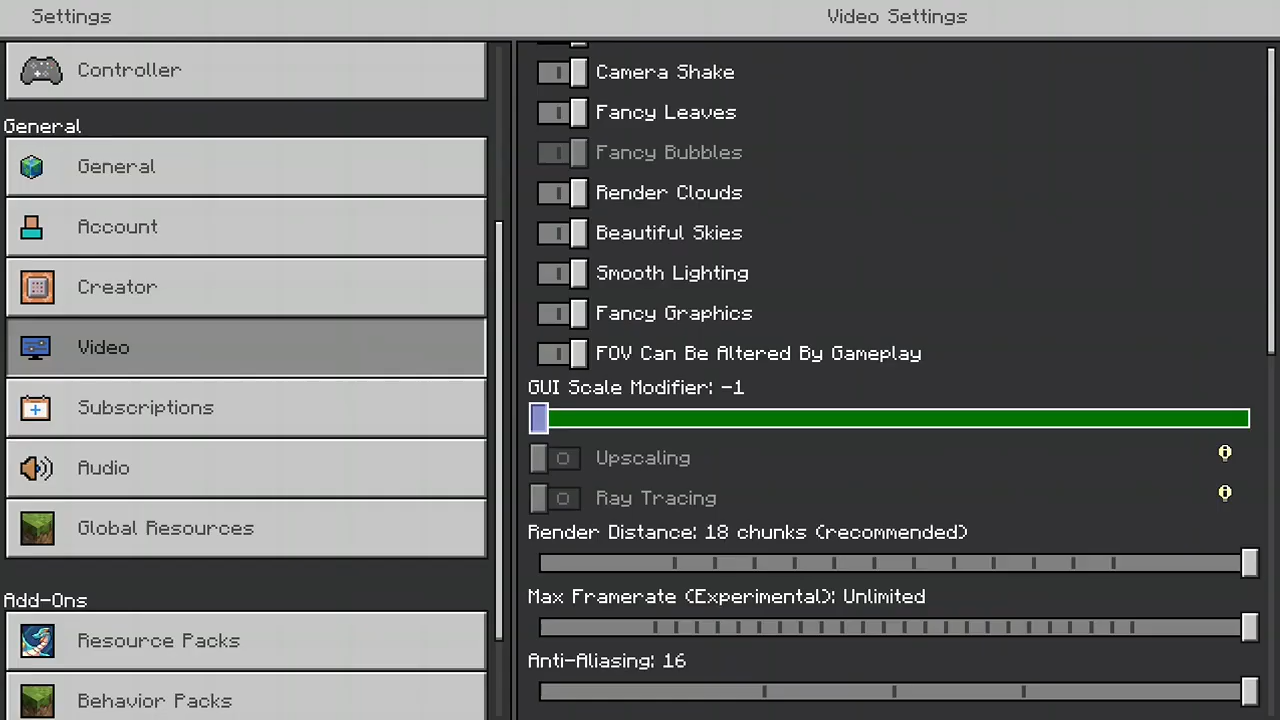 Settings
Video Settings
Controller
General
General
Account
Creator
Video
Subscriptions
Audio
Global Resources
Add-Ons
Resource Packs
Behavior Packs
Camera Shake
Fancy Leaves
Fancy Bubbles
Render Clouds
Beautiful Skies
Smooth Lighting
Fancy Graphics
FOV Can Be Altered By Gameplay
GUI Scale Modifier: -1
Upscaling
Ray Tracing
Render Distance: 18 chunks (recommended)
Max Framerate (Experimental): Unlimited
Anti-Aliasing: 16